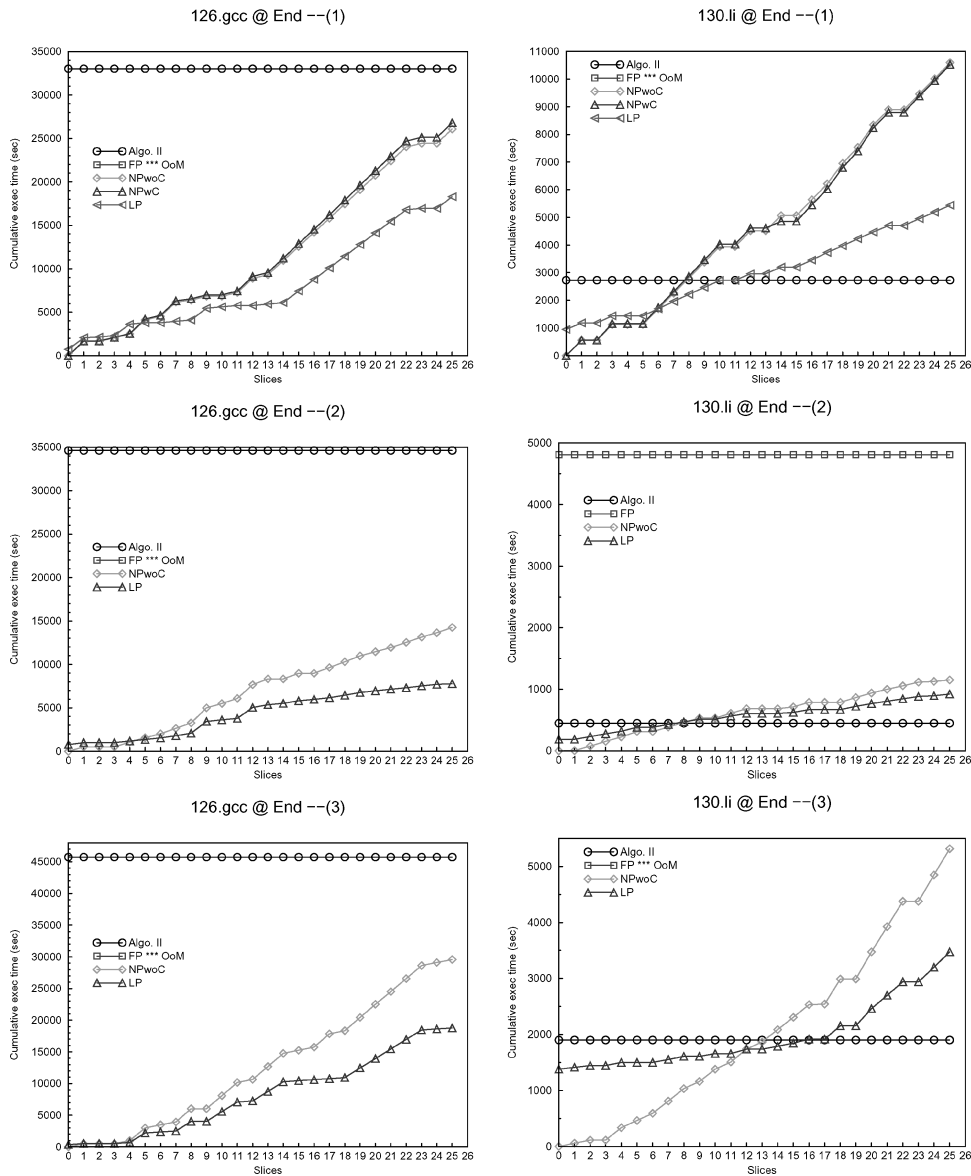 126.gcc @ End −−(1)
35000
30000
25000
20000
15000
10000
5000
0
Cumulative exec time (sec)
Algo. II
FP *** OoM
NPwoC
NPwC
LP
0 1 2 3 4 5 6 7 8 9 10 11 12 13 14 15 16 17 18 19 20 21 22 23 24 25 26
Slices
130.li @ End −−(1)
11000
10000
9000
8000
7000
6000
5000
4000
3000
2000
1000
0
Cumulative exec time (sec)
Algo. II
FP *** OoM
NPwoC
NPwC
LP
0 1 2 3 4 5 6 7 8 9 10 11 12 13 14 15 16 17 18 19 20 21 22 23 24 25 26
Slices
126.gcc @ End −−(2)
35000
30000
25000
20000
15000
10000
5000
0
Cumulative exec time (sec)
Algo. II
FP *** OoM
NPwoC
LP
0 1 2 3 4 5 6 7 8 9 10 11 12 13 14 15 16 17 18 19 20 21 22 23 24 25 26
Slices
130.li @ End −−(2)
5000
4000
3000
2000
1000
0
Cumulative exec time (sec)
Algo. II
FP
NPwoC
LP
0 1 2 3 4 5 6 7 8 9 10 11 12 13 14 15 16 17 18 19 20 21 22 23 24 25 26
Slices
126.gcc @ End −−(3)
45000
40000
35000
30000
25000
20000
15000
10000
5000
0
Cumulative exec time (sec)
Algo. II
FP *** OoM
NPwoC
LP
0 1 2 3 4 5 6 7 8 9 10 11 12 13 14 15 16 17 18 19 20 21 22 23 24 25 26
Slices
130.li @ End −−(3)
5000
4000
3000
2000
1000
0
Cumulative exec time (sec)
Algo. II
FP *** OoM
NPwoC
LP
0 1 2 3 4 5 6 7 8 9 10 11 12 13 14 15 16 17 18 19 20 21 22 23 24 25 26
Slices